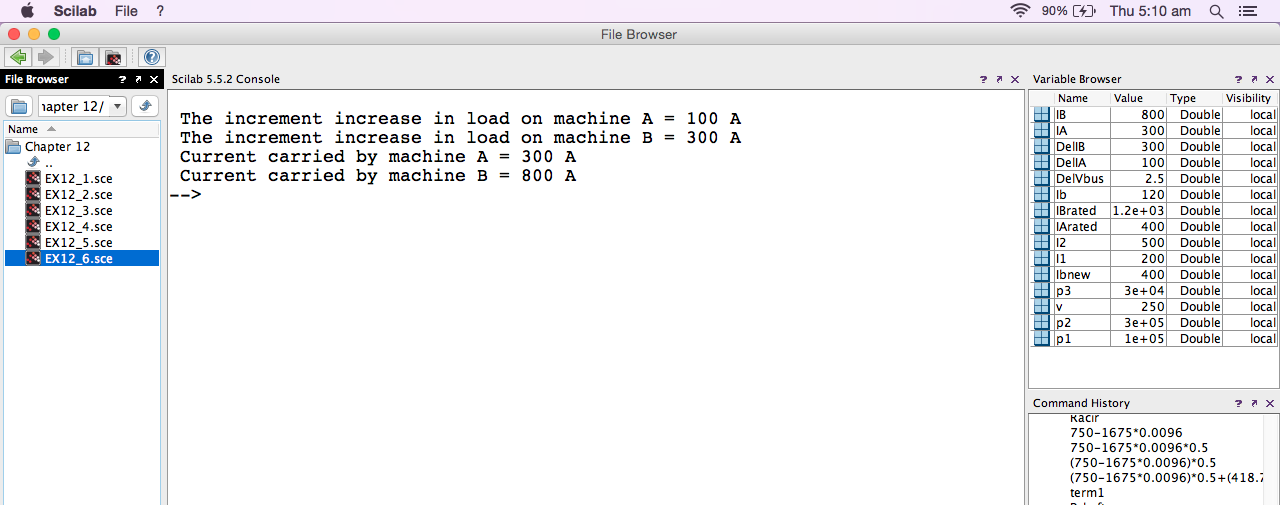 Scilab File ?
90% Thu 5:10 am
File Browser
File Browser ? ↗ X
apter 12/
Name
Chapter 12
..
EX12_1.sce
EX12_2.sce
EX12_3.sce
EX12_4.sce
EX12_5.sce
EX12_6.sce
Scilab 5.5.2 Console ? ↗ X
The increment increase in load on machine A = 100 A
The increment increase in load on machine B = 300 A
Current carried by machine A = 300 A
Current carried by machine B = 800 A
-->
Variable Browser ? ↗ X
Name Value Type Visibility
IB 800 Double local
IA 300 Double local
DelIB 300 Double local
DelIA 100 Double local
DelVbus 2.5 Double local
Ib 120 Double local
IBrated 1.2e+03 Double local
IArated 400 Double local
I2 500 Double local
I1 200 Double local
Ibnew 400 Double local
p3 3e+04 Double local
v 250 Double local
p2 3e+05 Double local
p1 1e+05 Double local
Command History ? ↗ X
Racir
750-1675*0.0096
750-1675*0.0096*0.5
(750-1675*0.0096)*0.5
(750-1675*0.0096)*0.5+(418.7
term1